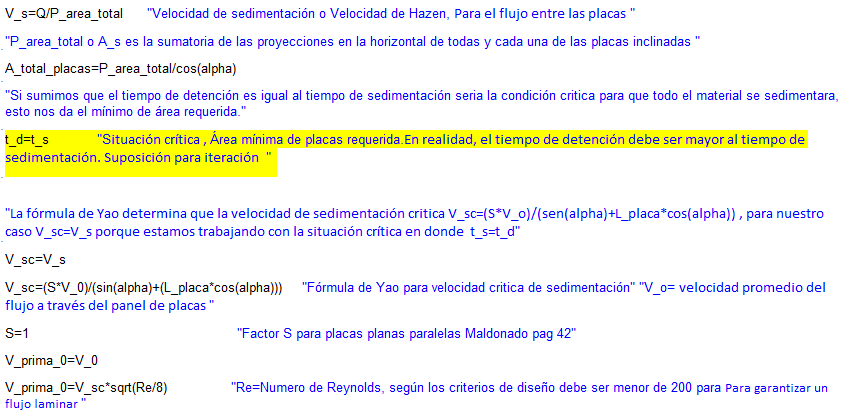 V_s=Q/P_area_total "Velocidad de sedimentación o Velocidad de Hazen, Para el flujo entre las placas "
"P_area_total o A_s es la sumatoria de las proyecciones en la horizontal de todas y cada una de las placas inclinadas "
A_total_placas=P_area_total/cos(alpha)
"Si sumimos que el tiempo de detención es igual al tiempo de sedimentación seria la condición critica para que todo el material se sedimentara,
esto nos da el mínimo de área requerida."
t_d=t_s "Situación crítica , Área mínima de placas requerida.En realidad, el tiempo de detención debe ser mayor al tiempo de
sedimentación. Suposición para iteración "
"La fórmula de Yao determina que la velocidad de sedimentación critica V_sc=(S*V_o)/(sen(alpha)+L_placa*cos(alpha)) , para nuestro
caso V_sc=V_s porque estamos trabajando con la situación crítica en donde t_s=t_d"
V_sc=V_s
V_sc=(S*V_0)/(sin(alpha)+(L_placa*cos(alpha))) "Fórmula de Yao para velocidad critica de sedimentación" "V_o= velocidad promedio del
flujo a través del panel de placas "
S=1 "Factor S para placas planas paralelas Maldonado pag 42"
V_prima_0=V_0
V_prima_0=V_sc*sqrt(Re/8) "Re=Numero de Reynolds, según los criterios de diseño debe ser menor de 200 para Para garantizar un
flujo laminar "